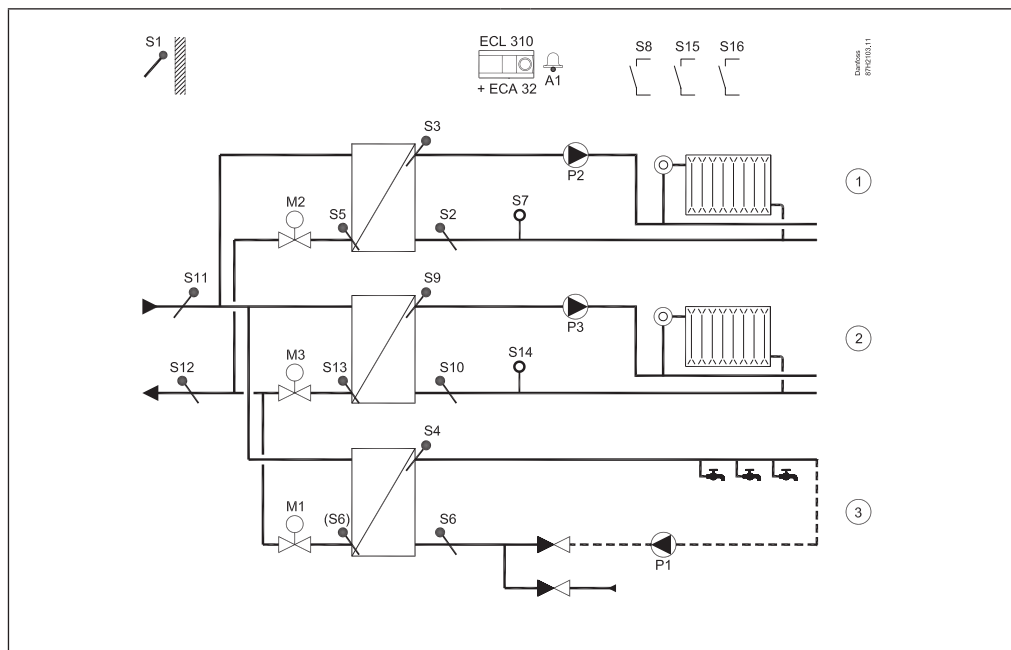 S1
ECL 310
A1
+ ECA 32
S8
S15
S16
Danfoss
87H2103.11
S3
P2
1
M2
S5
S2
S7
S11
S9
P3
2
S12
M3
S13
S10
S14
S4
3
M1
(S6)
S6
P1